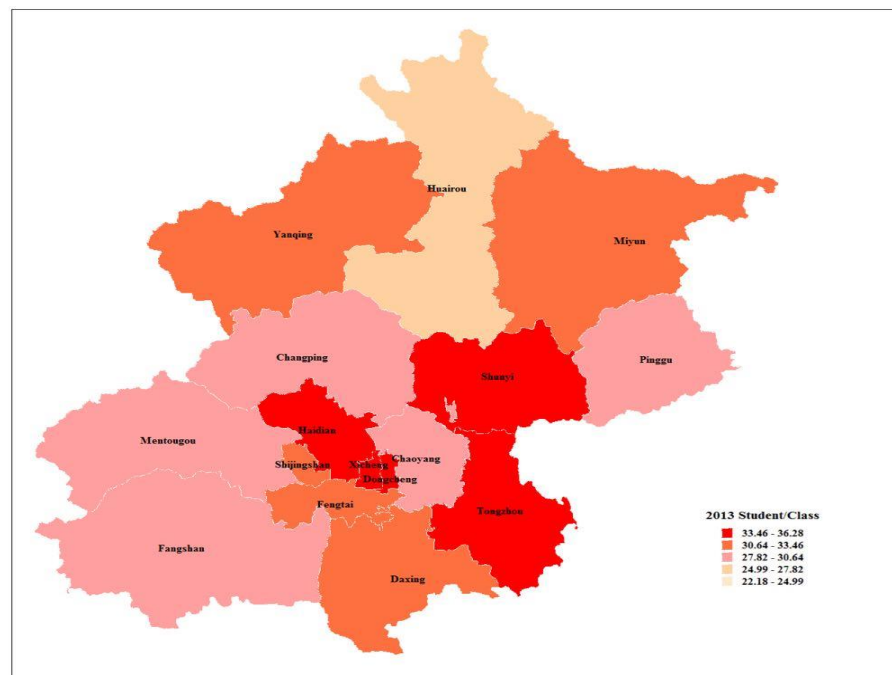 Huairou
Yanqing
Miyun
Changping
Pinggu
Shunyi
Haidian
Mentougou
Chaoyang
Shijingshan
Xicheng
Dongcheng
Fengtai
Tongzhou
Fangshan
Daxing
2013 Student/Class
33.46 - 36.28
30.64 - 33.46
27.82 - 30.64
24.99 - 27.82
22.18 - 24.99